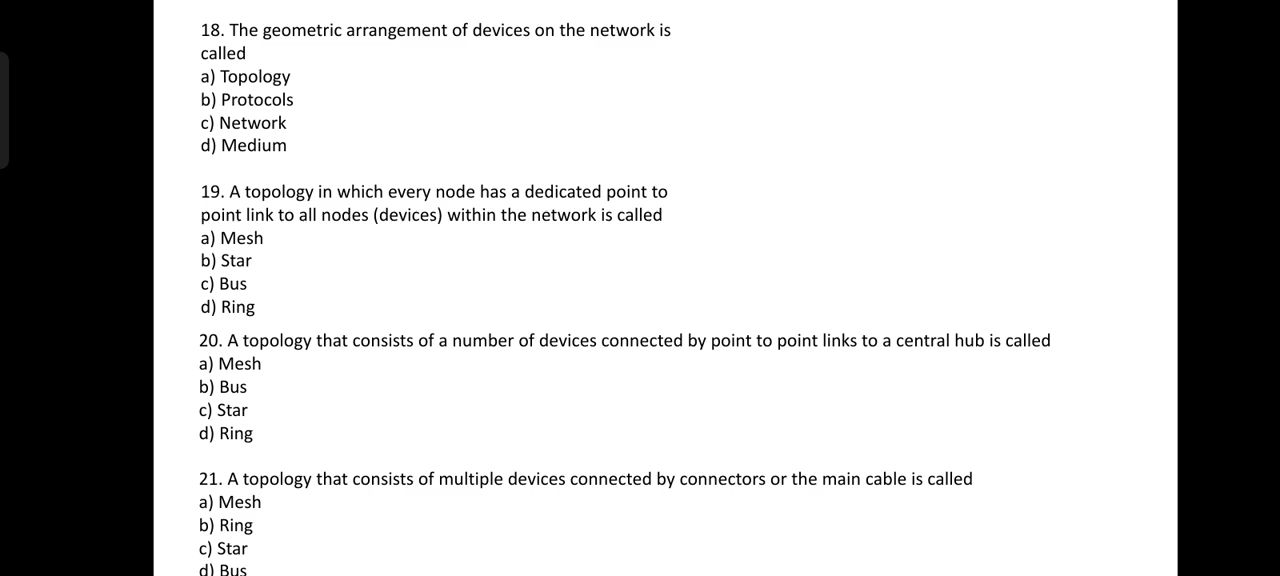 18. The geometric arrangement of devices on the network is
called
a) Topology
b) Protocols
c) Network
d) Medium
19. A topology in which every node has a dedicated point to
point link to all nodes (devices) within the network is called
a) Mesh
b) Star
c) Bus
d) Ring
20. A topology that consists of a number of devices connected by point to point links to a central hub is called
a) Mesh
b) Bus
c) Star
d) Ring
21. A topology that consists of multiple devices connected by connectors or the main cable is called
a) Mesh
b) Ring
c) Star
d) Bus